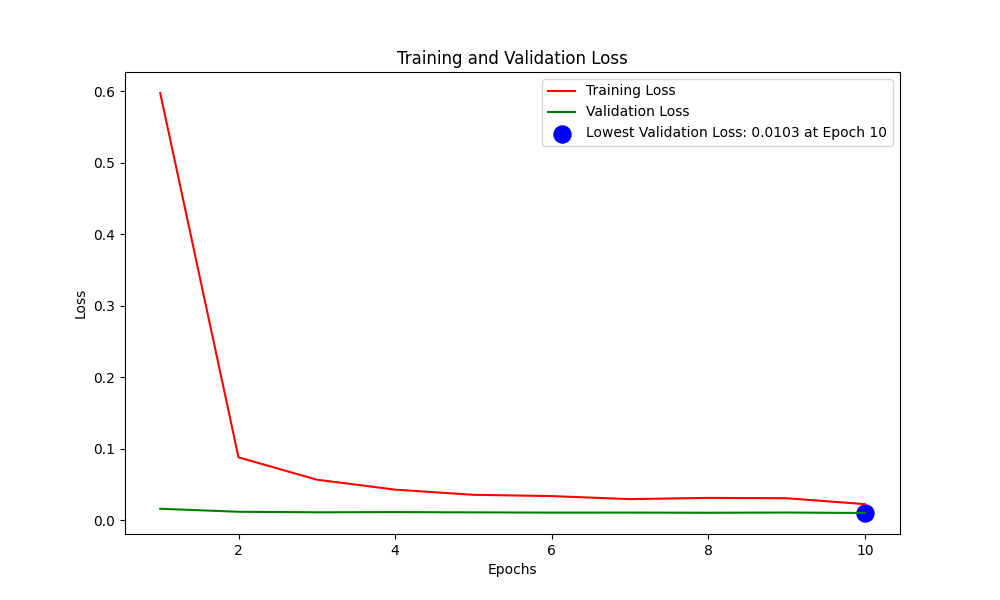 Training and Validation Loss
Training Loss
Validation Loss
Lowest Validation Loss: 0.0103 at Epoch 10
0.6
0.5
0.4
0.3
0.2
0.1
0.0
Loss
2 4 6 8 10
Epochs